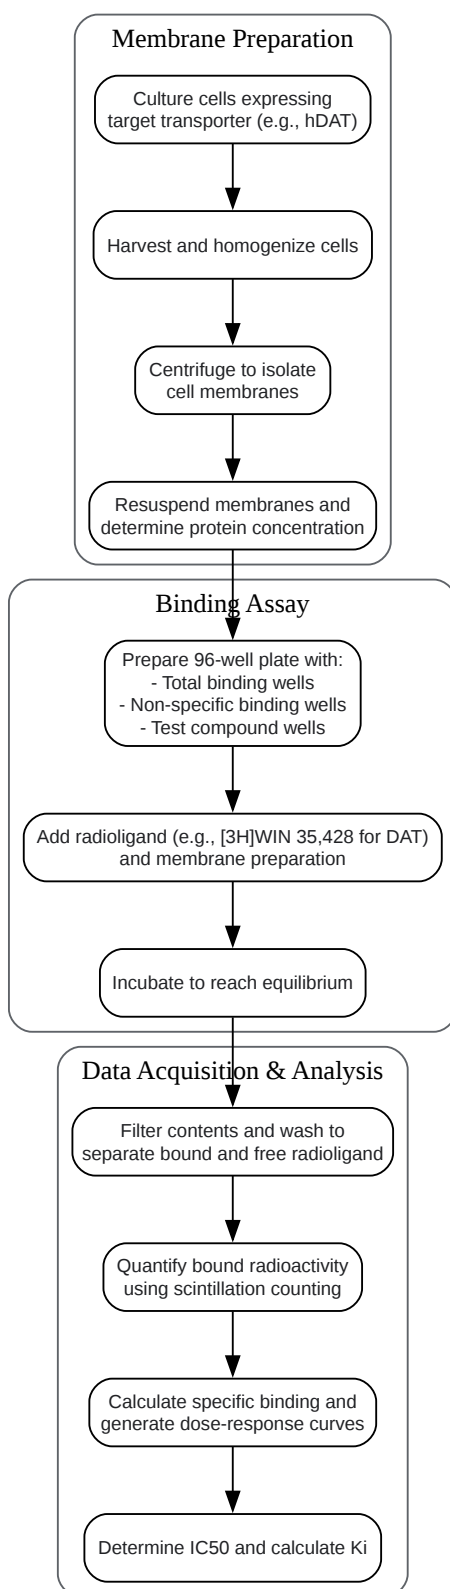 Membrane Preparation
Culture cells expressing
target transporter (e.g., hDAT)
Harvest and homogenize cells
Centrifuge to isolate
cell membranes
Resuspend membranes and
determine protein concentration
Binding Assay
Prepare 96-well plate with:
- Total binding wells
- Non-specific binding wells
- Test compound wells
Add radioligand (e.g., [3H]WIN 35,428 for DAT)
and membrane preparation
Incubate to reach equilibrium
Data Acquisition & Analysis
Filter contents and wash to
separate bound and free radioligand
Quantify bound radioactivity
using scintillation counting
Calculate specific binding and
generate dose-response curves
Determine IC50 and calculate Ki